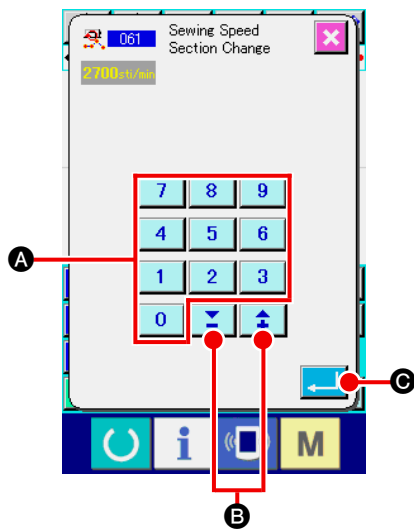 061 Sewing Speed
Section Change
2700sti/min
7 8 9
4 5 6
A
1 2 3
0
C
i M
B